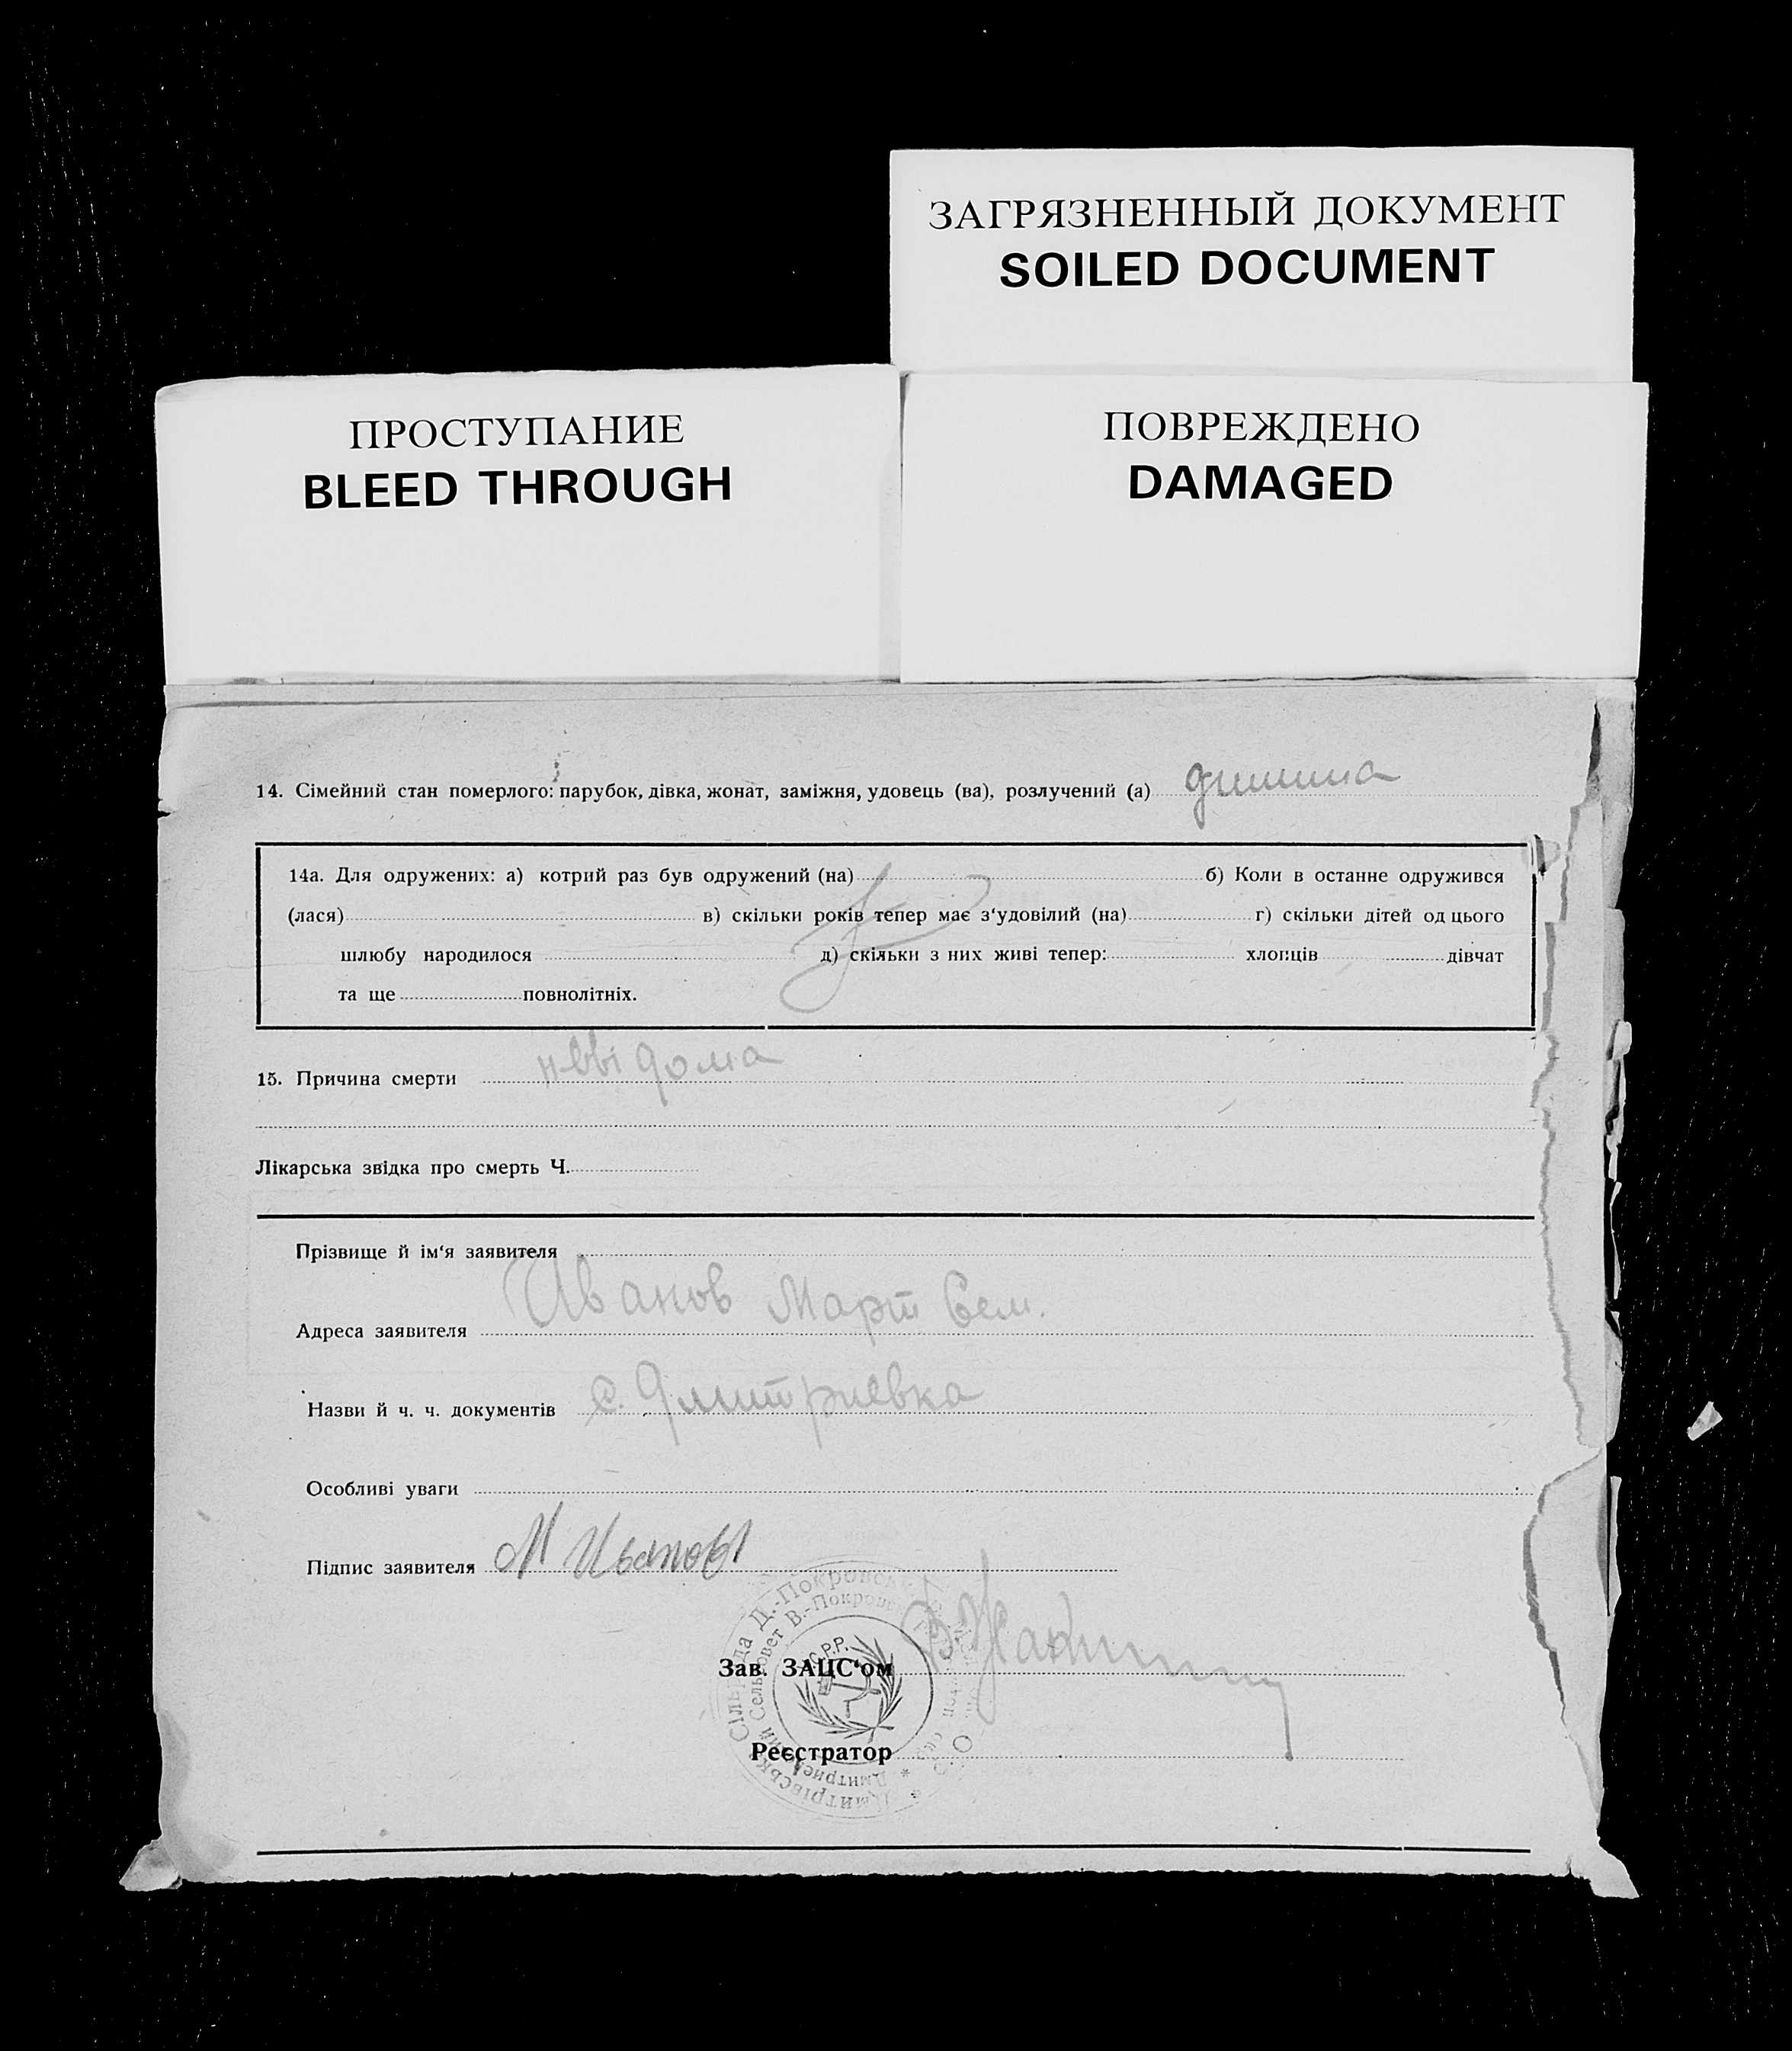 ЗАГРЯЗНЕННЫЙ ДОКУМЕНТ
SOILED DOCUMENT
ПРОСТУПАНИЕ
BLEED THROUGH
ПОВРЕЖДЕНО
DAMAGED
14. Сімейний стан померлого: парубок, дівка, жонат, заміжня, удовець (ва), розлучений (а)
14а. Для одружених: а) котрий раз був одружений (на) б) Коли в останне одружився
(лася) в) скільки років тепер має з'удовілий (на) г) скільки дітей од цього
шлюбу народилося д) скільки з них живі тепер: хлопців дівчат
та ще повнолітніх.
15. Причина смерти невідома
Лікарська звідка про смерть Ч.
Прізвище й ім'я заявителя
Иванов Март Сем.
Адреса заявителя
с. Дмитриевка
Назви й ч. ч. документів
Особливі уваги
Підпис заявителя М Иванов
Зав. ЗАЦС'ом
Реєстратор